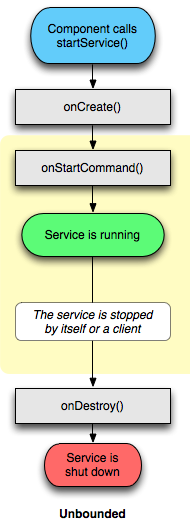 Component calls
startService()
onCreate()
onStartCommand()
Service is running
The service is stopped
by itself or a client
onDestroy()
Service is
shut down
Unbounded